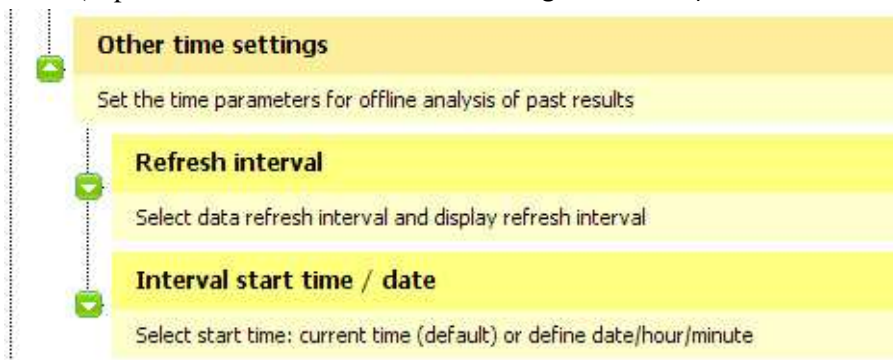 Other time settings
Set the time parameters for offline analysis of past results
Refresh interval
Select data refresh interval and display refresh interval
Interval start time / date
Select start time: current time (default) or define date/hour/minute